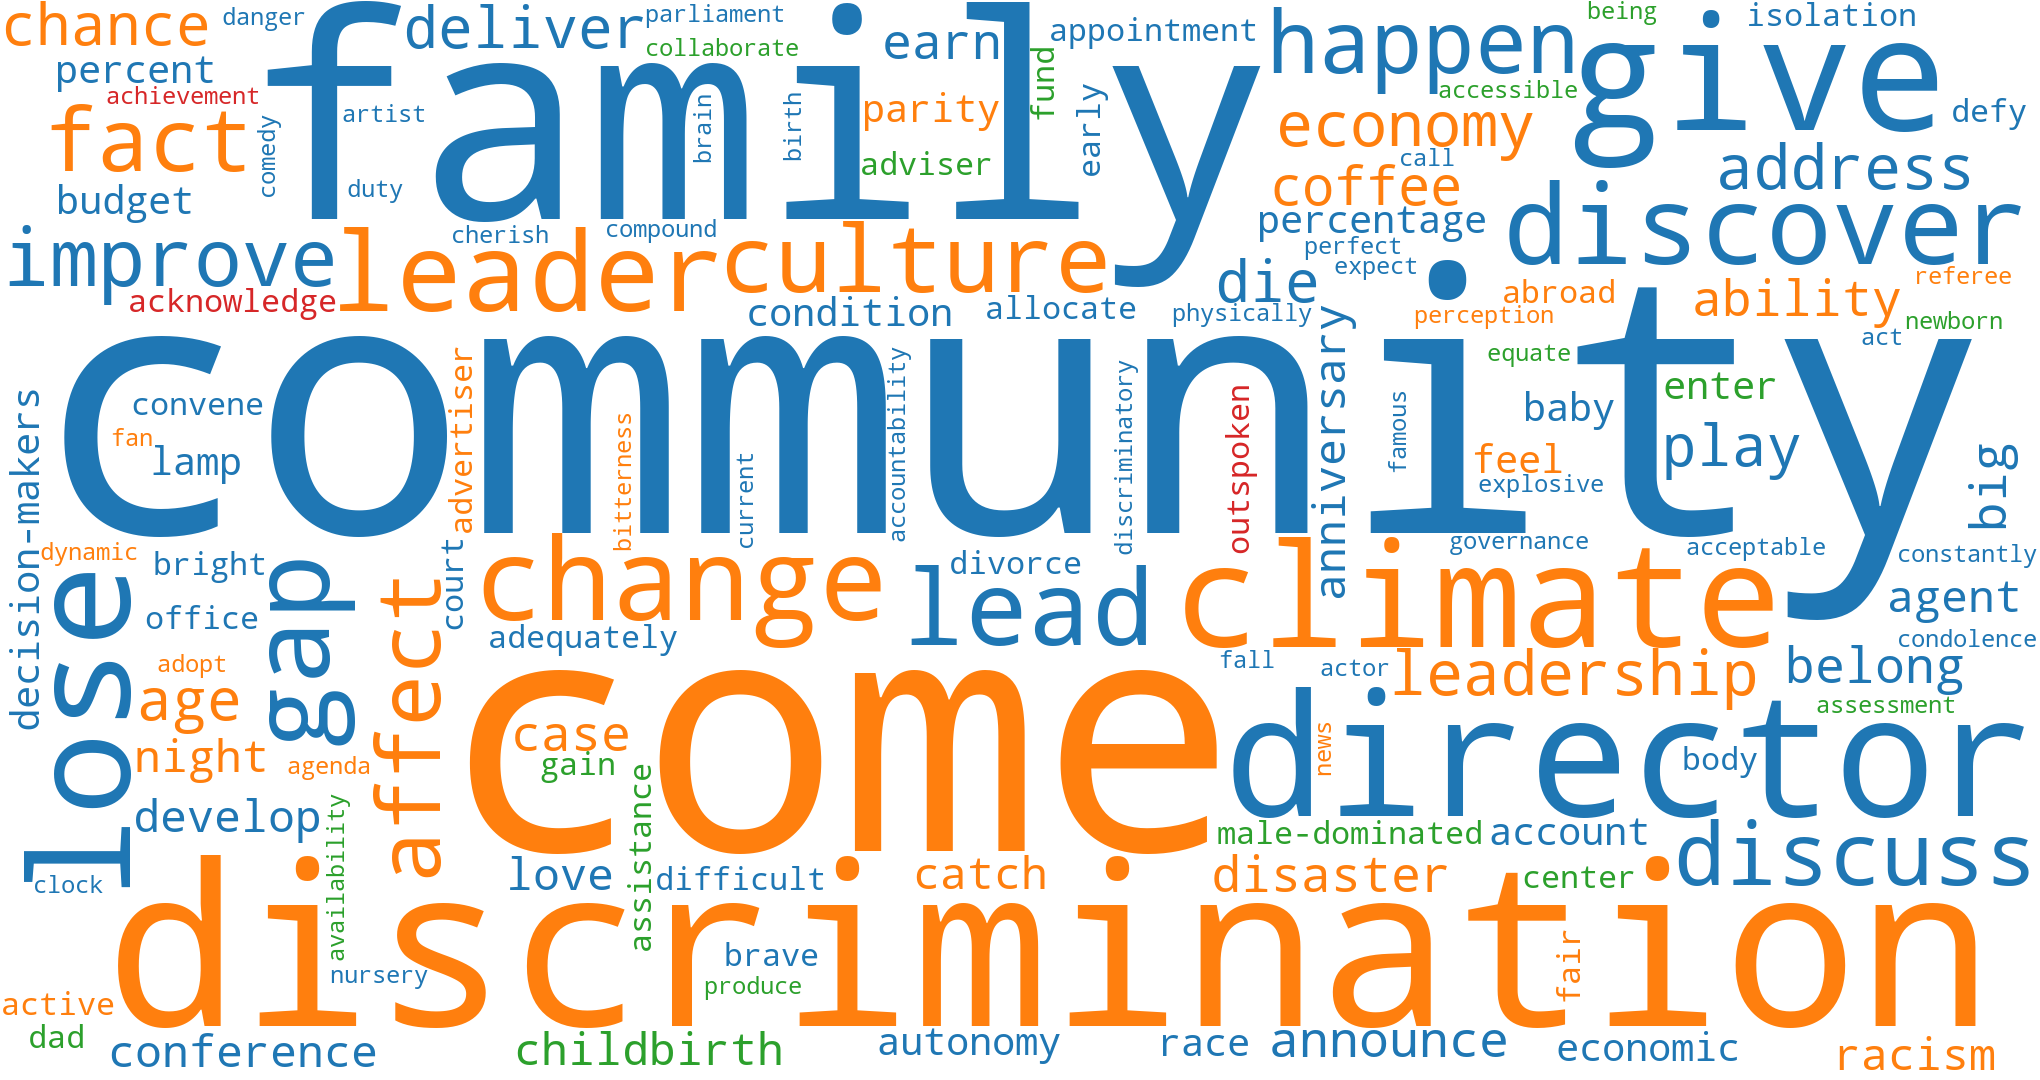 chance
danger
deliver
parliament
collaborate
earn
appointment
happen
being
give
isolation
percent
achievement
fact
artist
family
brain
birth
parity
fund
early
accessible
economy
defy
comedy
duty
budget
adviser
call
coffee
address
improve
leader
cherish
compound
culture
percentage
perfect
expect
discover
acknowledge
condition
allocate
die
physically
abroad
perception
ability
referee
newborn
act
community
decision-makers
convene
fan
lamp
advertiser
bitterness
current
accountability
discriminatory
outspoken
anniversary
famous
equate
baby
enter
feel
play
explosive
big
dynamic
bright
lose
gap
affect
court
change
divorce
lead
climate
governance
acceptable
constantly
agent
office
adequately
condolence
adopt
age
come
fall
actor
leadership
belong
assessment
night
agenda
case
gain
director
news
body
develop
availability
assistance
male-dominated
account
discuss
clock
love
difficult
catch
disaster
center
discrimination
brave
produce
fair
nursery
active
dad
conference
childbirth
autonomy
race
announce
economic
racism